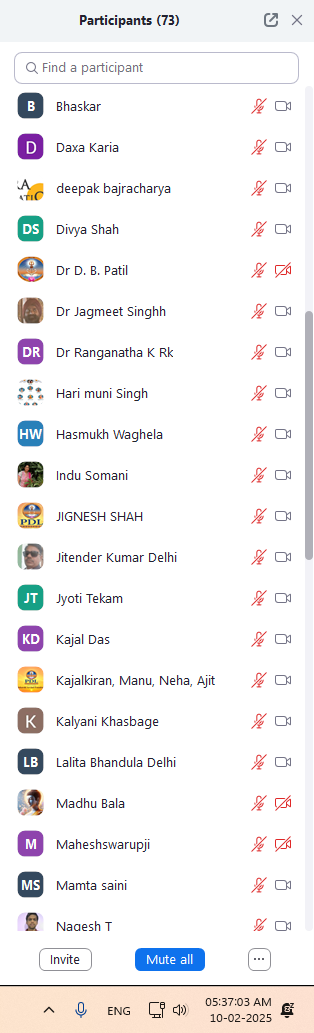 Participants (73)
Find a participant
B Bhaskar
D Daxa Karia
deepak bajracharya
DS Divya Shah
Dr D. B. Patil
Dr Jagmeet Singhh
DR Dr Ranganatha K Rk
Hari muni Singh
HW Hasmukh Waghela
Indu Somani
PDL JIGNESH SHAH
Jitender Kumar Delhi
JT Jyoti Tekam
KD Kajal Das
PDL Kajalkiran, Manu, Neha, Ajit
K Kalyani Khasbage
LB Lalita Bhandula Delhi
Madhu Bala
M Maheshswarupji
MS Mamta saini
Nagesh T
Invite Mute all ...
ENG 05:37:03 AM
10-02-2025